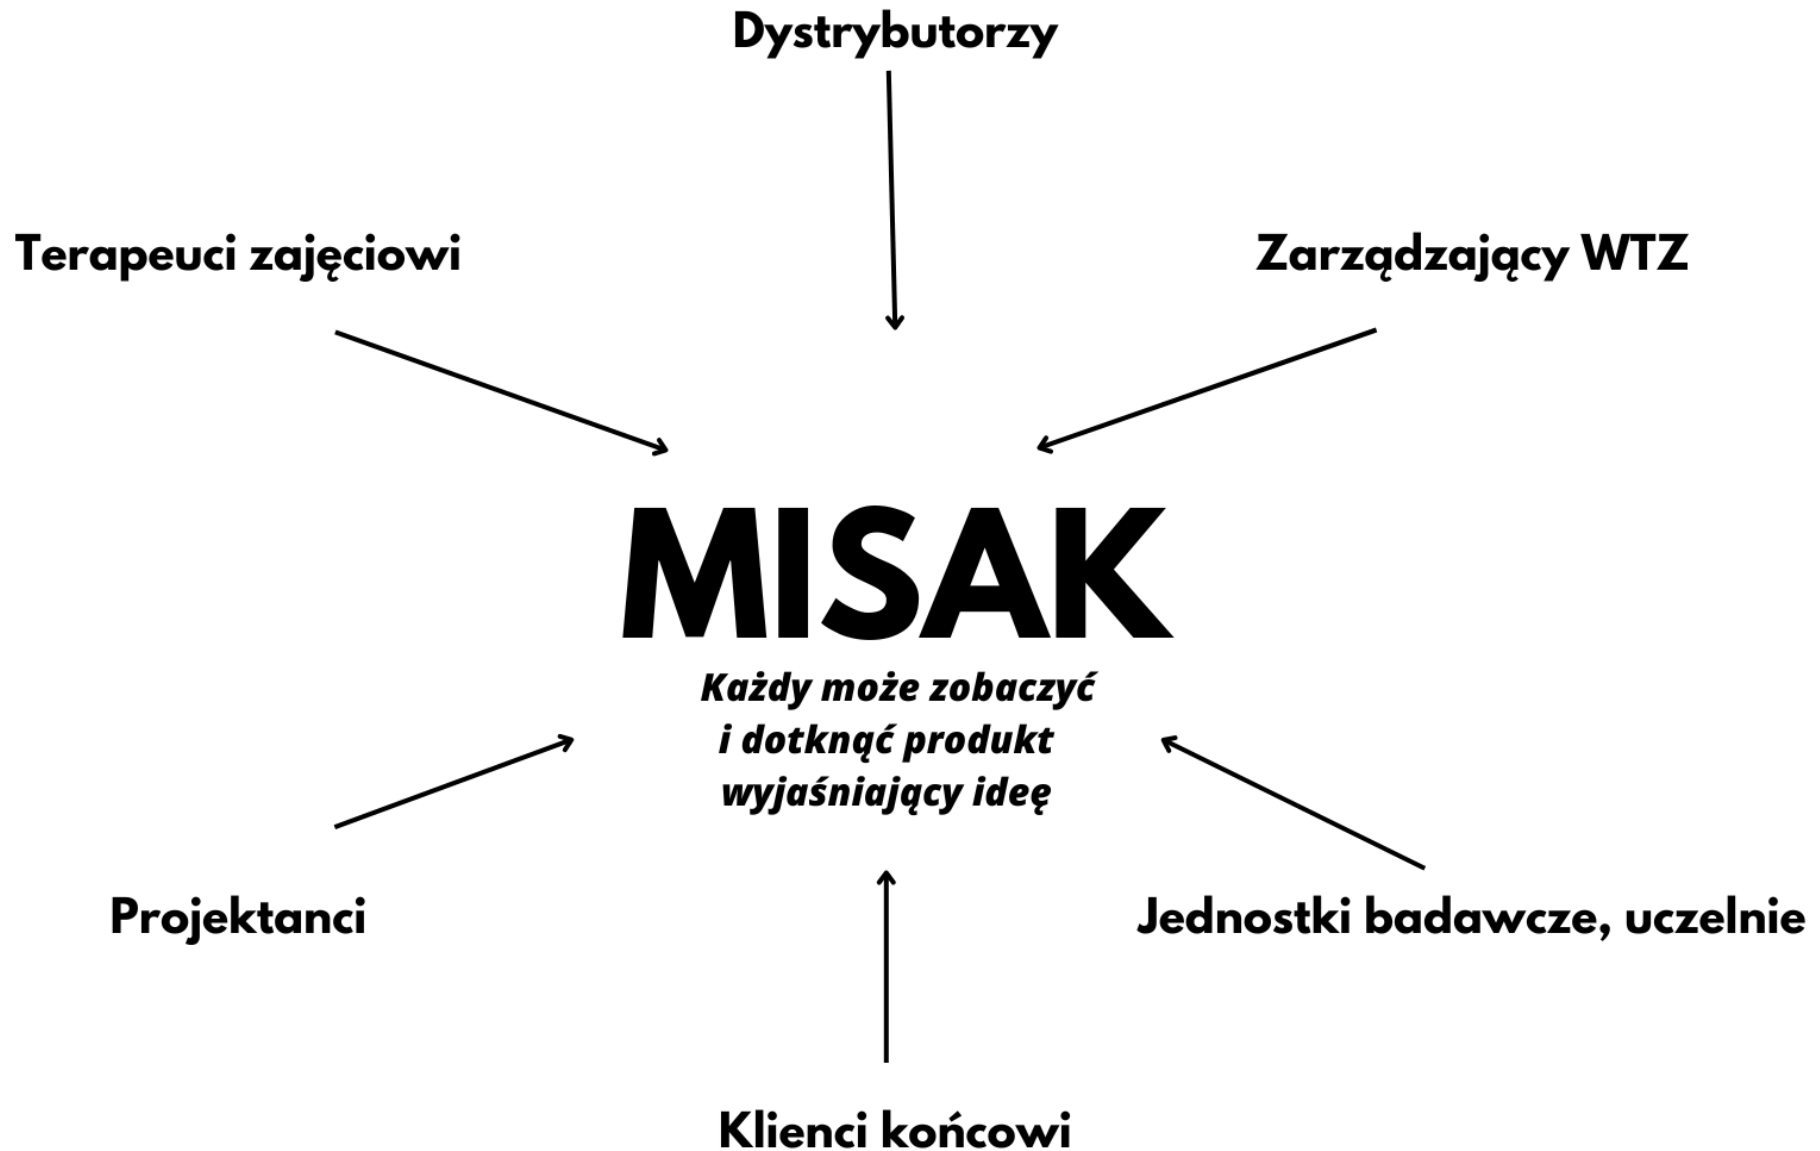 Dystrybutorzy
Terapeuci zajęciowi
Zarządzający WTZ
MISAK
Każdy może zobaczyć
i dotknąć produkt
wyjaśniający ideę
Projektanci
Jednostki badawcze, uczelnie
Klienci końcowi